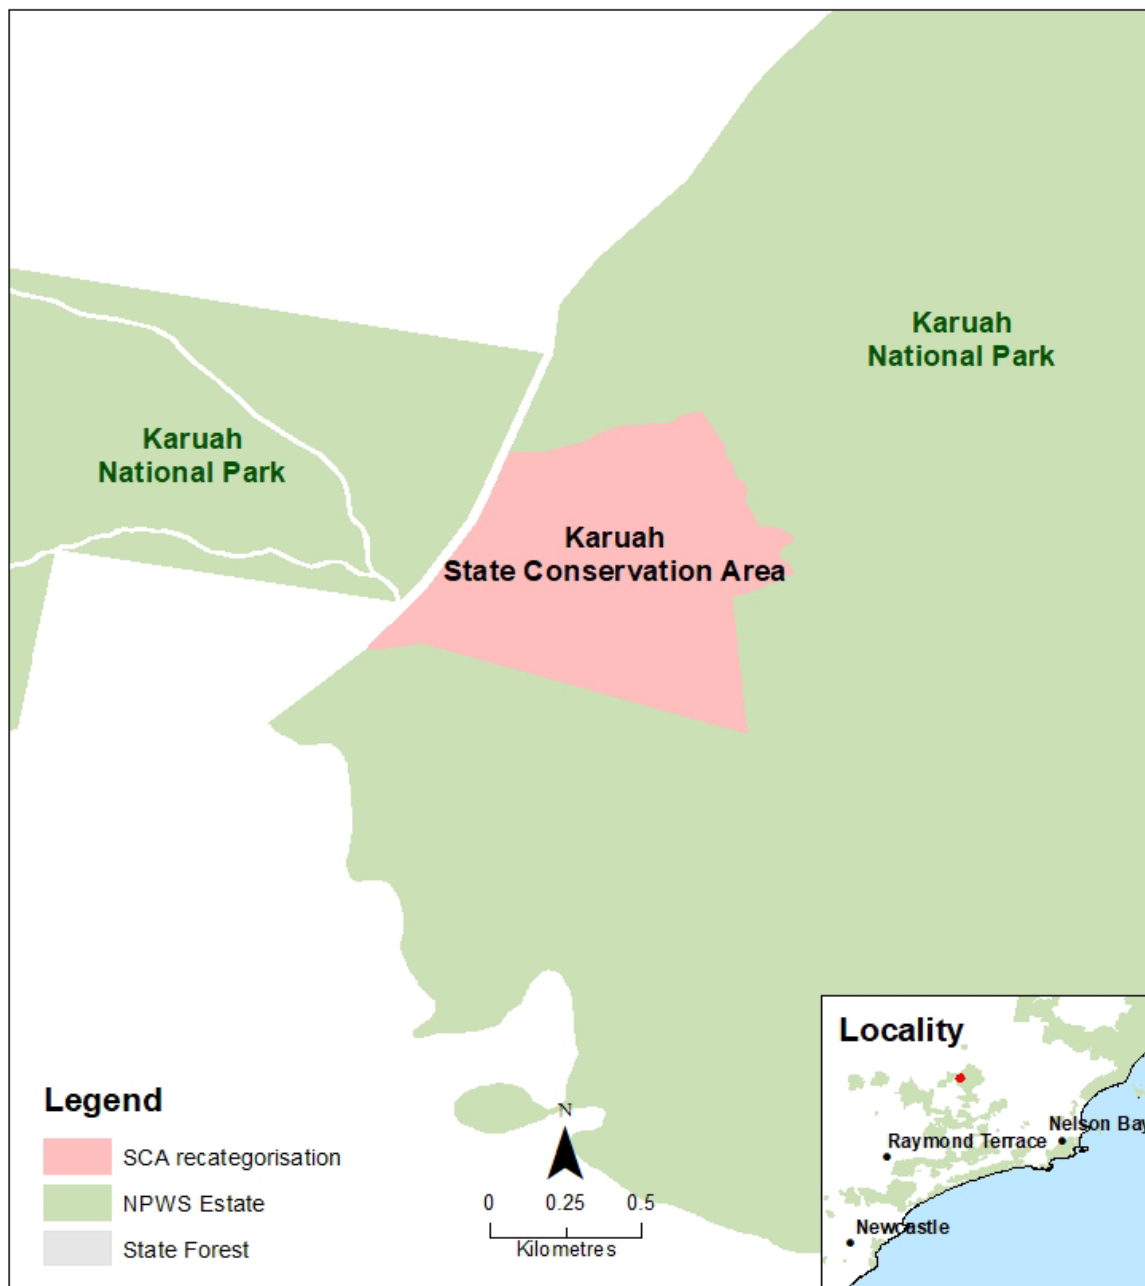 Karuah
National Park
Karuah
National Park
Karuah
State Conservation Area
Legend
SCA recategorisation
NPWS Estate
State Forest
N
0 0.25 0.5
Kilometres
Locality
Nelson Bay
Raymond Terrace
Newcastle